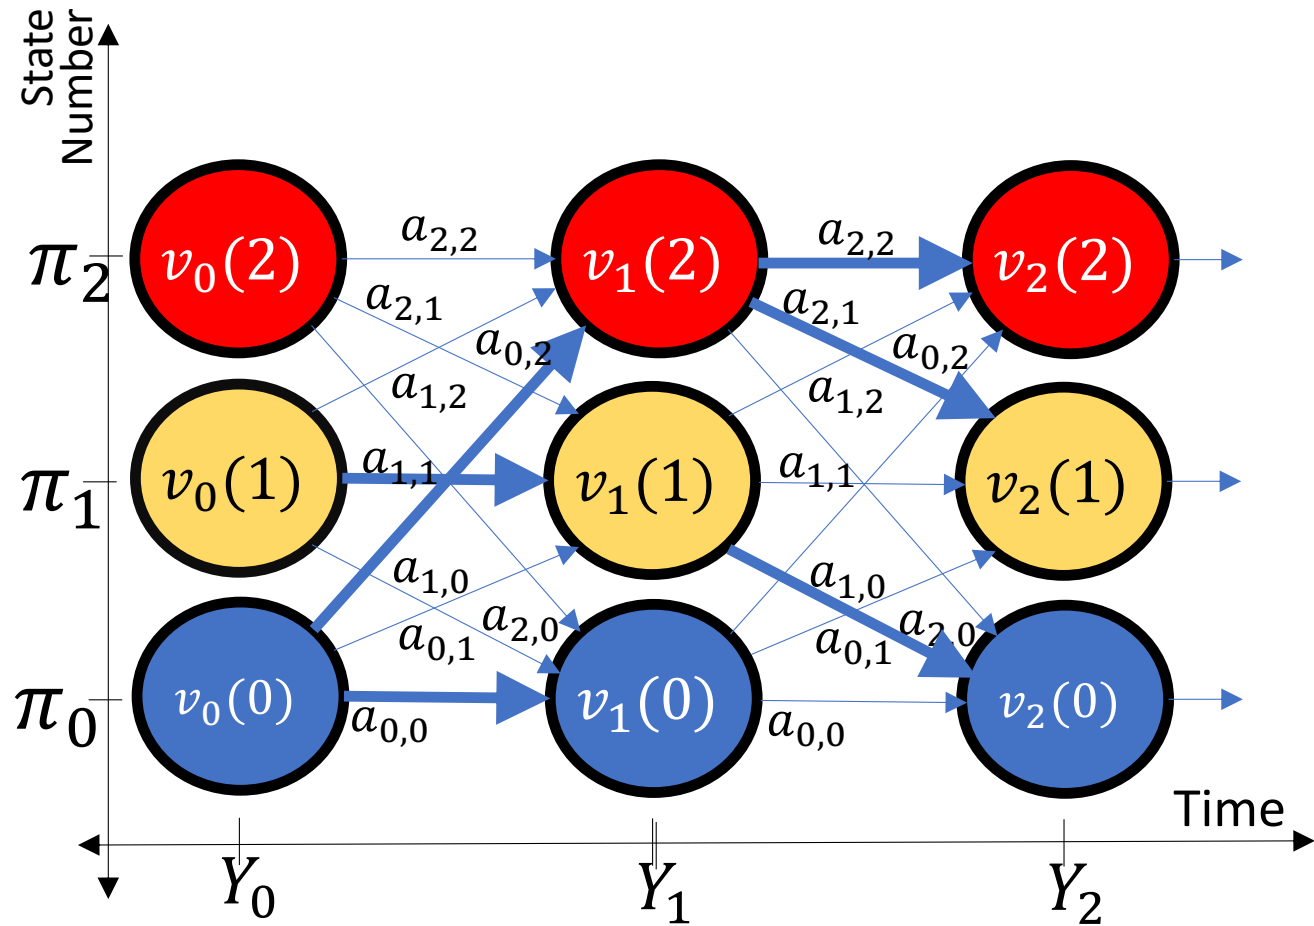 State
Number
π₂
v₀(2)
a₂,₂
v₁(2)
a₂,₂
v₂(2)
a₂,₁
a₀,₂
a₁,₂
a₂,₁
a₀,₂
a₁,₂
π₁
v₀(1)
a₁,₁
v₁(1)
a₁,₁
v₂(1)
a₁,₀
a₂,₀
a₀,₁
a₁,₀
a₂,₀
a₀,₁
π₀
v₀(0)
a₀,₀
v₁(0)
a₀,₀
v₂(0)
Time
Y₀
Y₁
Y₂